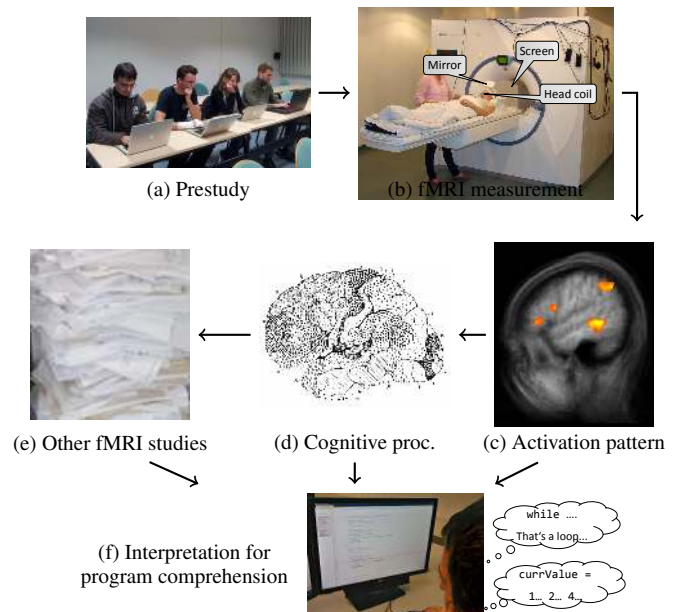 Mirror
Screen
Head coil
(a) Prestudy
(b) fMRI measurement
(e) Other fMRI studies
(d) Cognitive proc.
(c) Activation pattern
(f) Interpretation for
program comprehension
while ....
That's a loop...
currValue =
1... 2... 4...